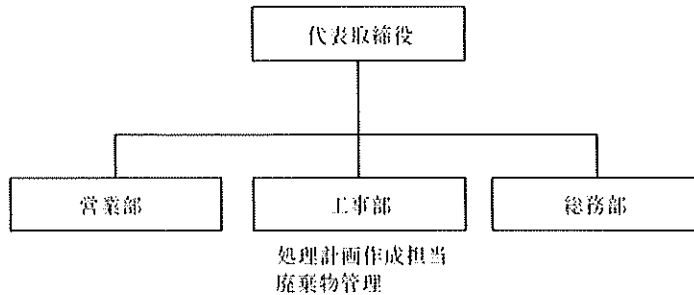 代表取締役
営業部
工事部
総務部
処理計画作成担当
廃棄物管理